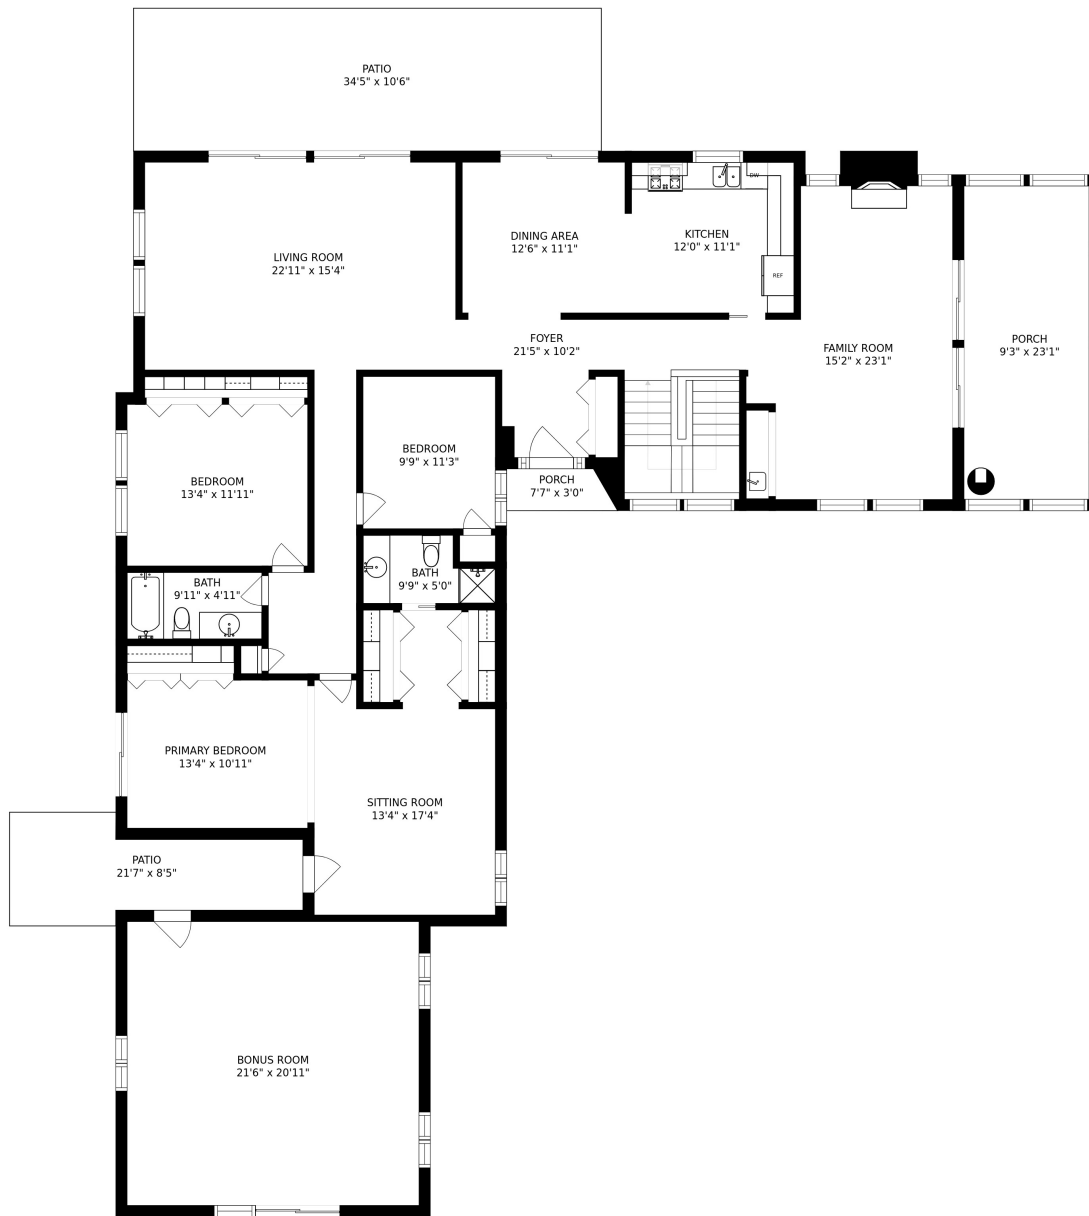 PATIO
34'5" x 10'6"
DW
DINING AREA
12'6" x 11'1"
KITCHEN
12'0" x 11'1"
LIVING ROOM
22'11" x 15'4"
REF
FOYER
21'5" x 10'2"
FAMILY ROOM
15'2" x 23'1"
PORCH
9'3" x 23'1"
BEDROOM
9'9" x 11'3"
BEDROOM
13'4" x 11'11"
PORCH
7'7" x 3'0"
BATH
9'9" x 5'0"
BATH
9'11" x 4'11"
PRIMARY BEDROOM
13'4" x 10'11"
SITTING ROOM
13'4" x 17'4"
PATIO
21'7" x 8'5"
BONUS ROOM
21'6" x 20'11"